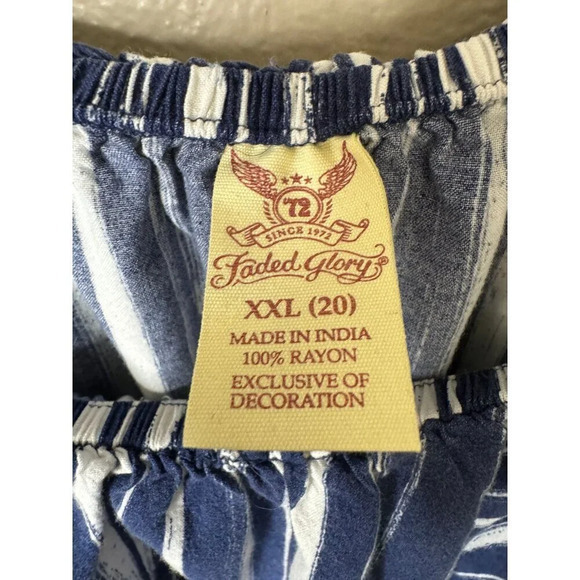 '72
SINCE 1972
Faded Glory
XXL (20)
MADE IN INDIA
100% RAYON
EXCLUSIVE OF
DECORATION